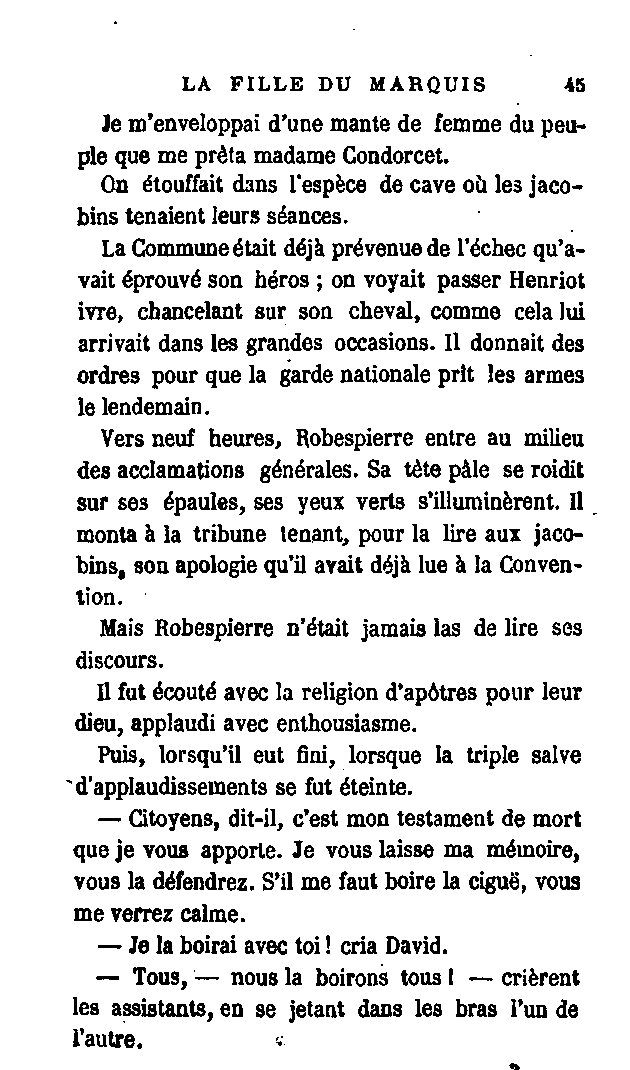 LA FILLE DU MARQUIS 45
Je m'enveloppai d'une mante de femme du peu-
ple que me prêta madame Condorcet.
On étouffait dans l'espèce de cave où les jaco-
bins tenaient leurs séances.
La Commune était déjà prévenue de l'échec qu'a-
vait éprouvé son héros ; on voyait passer Henriot
ivre, chancelant sur son cheval, comme cela lui
arrivait dans les grandes occasions. Il donnait des
ordres pour que la garde nationale prît les armes
le lendemain.
Vers neuf heures, Robespierre entre au milieu
des acclamations générales. Sa tête pâle se roidit
sur ses épaules, ses yeux verts s'illuminèrent. Il
monta à la tribune tenant, pour la lire aux jaco-
bins, son apologie qu'il avait déjà lue à la Conven-
tion.
Mais Robespierre n'était jamais las de lire ses
discours.
Il fut écouté avec la religion d'apôtres pour leur
dieu, applaudi avec enthousiasme.
Puis, lorsqu'il eut fini, lorsque la triple salve
d'applaudissements se fut éteinte.
— Citoyens, dit-il, c'est mon testament de mort
que je vous apporte. Je vous laisse ma mémoire,
vous la défendrez. S'il me faut boire la ciguë, vous
me verrez calme.
— Je la boirai avec toi ! cria David.
— Tous, — nous la boirons tous ! — crièrent
les assistants, en se jetant dans les bras l'un de
l'autre.